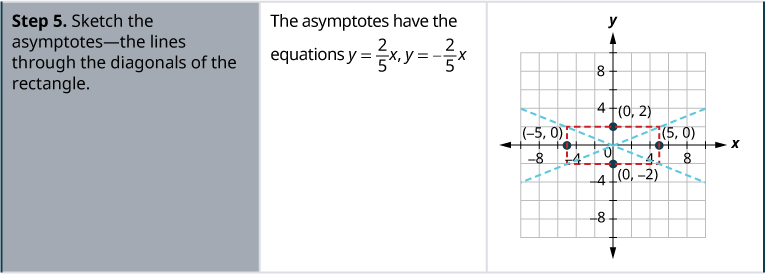 Step 5. Sketch the
asymptotes—the lines
through the diagonals of the
rectangle.
The asymptotes have the
equations y = 2/5 x, y = –2/5 x
y
8
4
(0, 2)
(–5, 0)
(5, 0)
x
0
–8
–4
4
8
(0, –2)
–4
–8